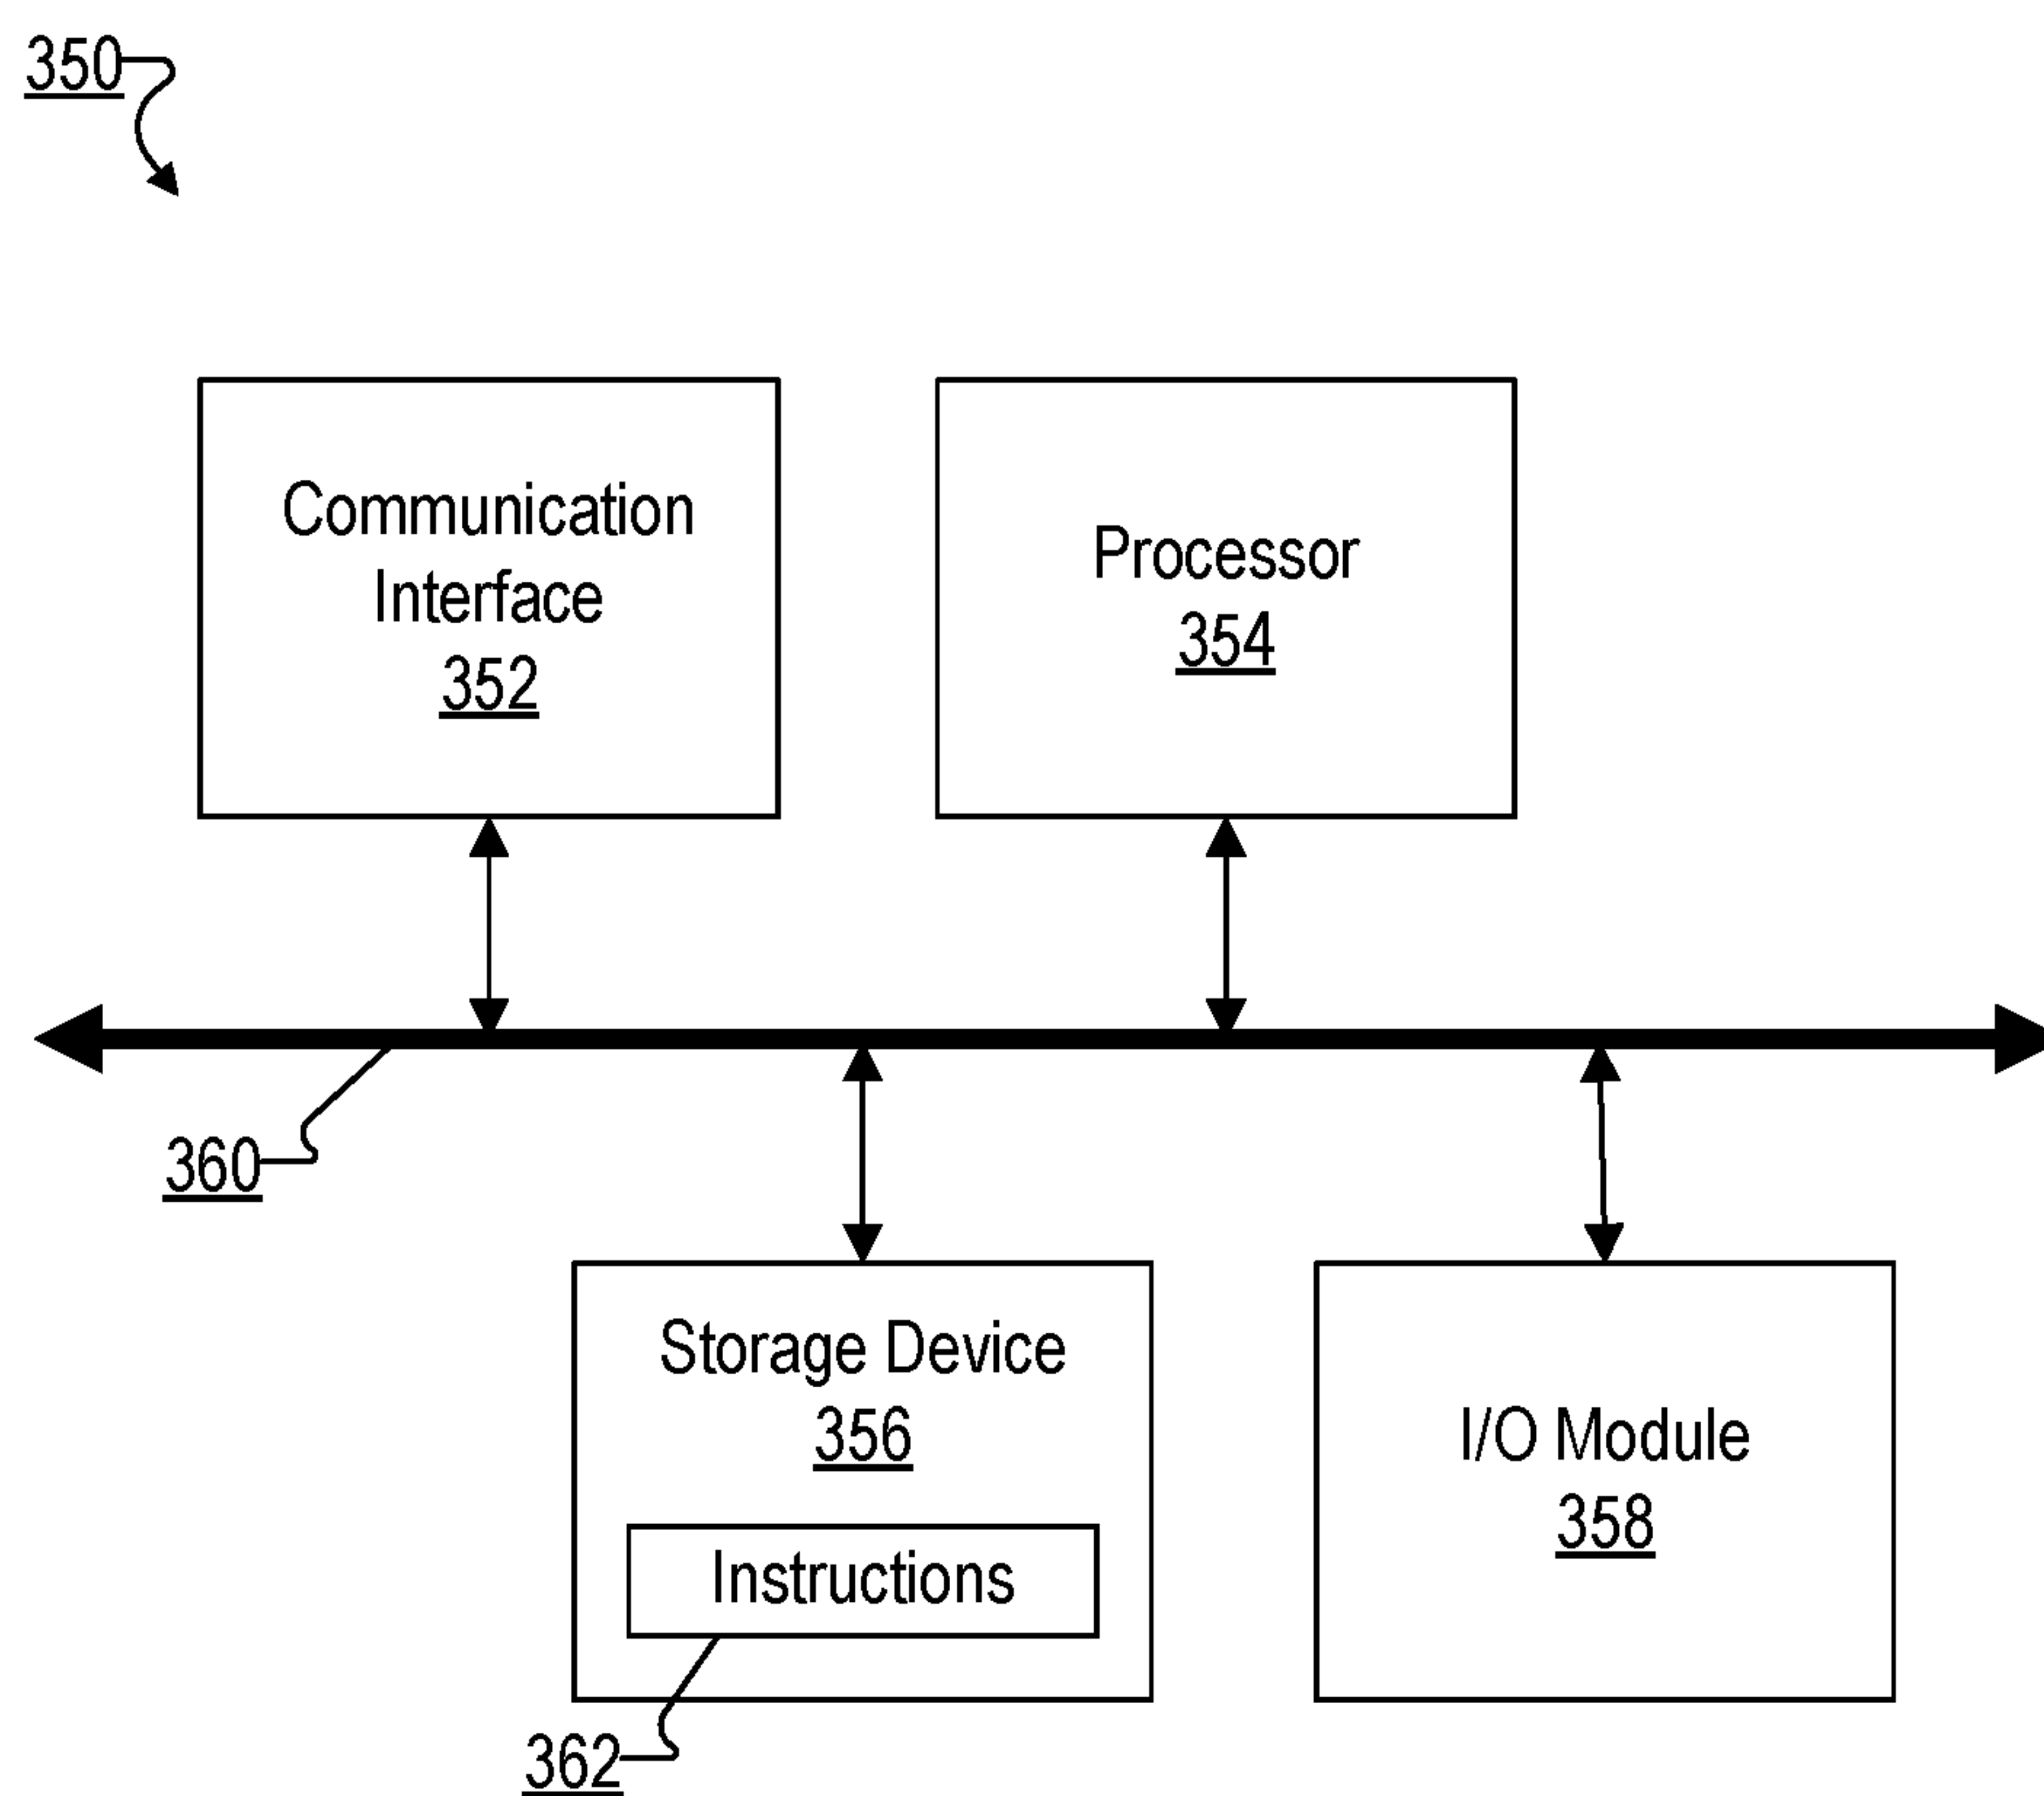 350
Communication
Interface
352
Processor
354
360
Storage Device
356
Instructions
362
I/O Module
358